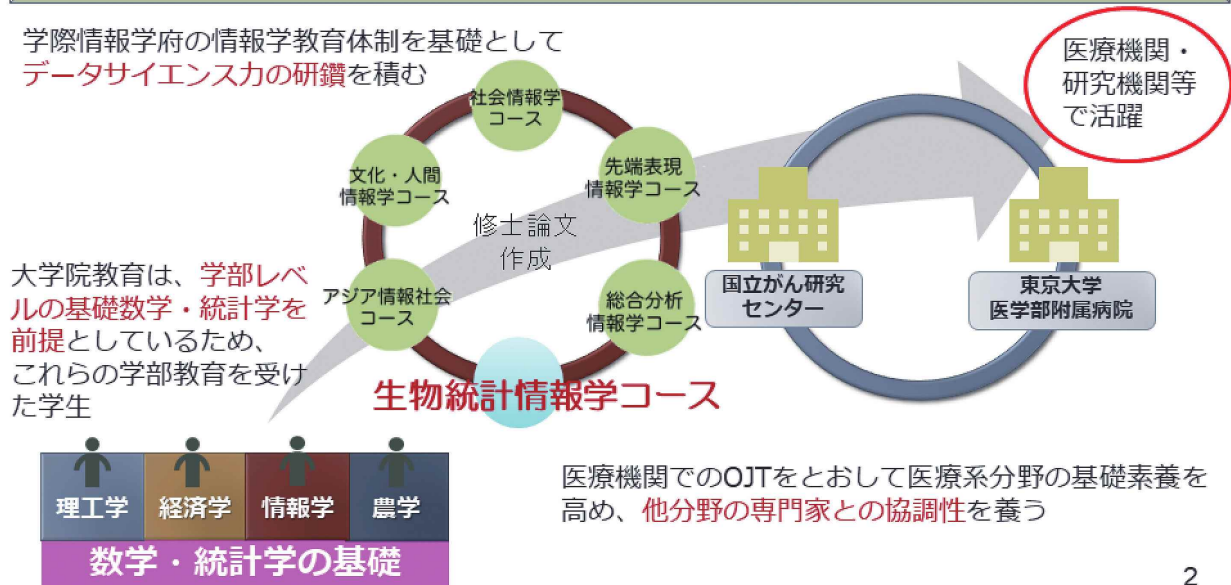 学際情報学府の情報学教育体制を基礎として
データサイエンス力の研鑽を積む
医療機関・
研究機関等
で活躍
社会情報学
コース
文化・人間
情報学コース
先端表現
情報学コース
修士論文
作成
大学院教育は、学部レベ
ルの基礎数学・統計学を
前提としているため、
これらの学部教育を受け
た学生
アジア情報社会
コース
総合分析
情報学コース
国立がん研究
センター
東京大学
医学部附属病院
生物統計情報学コース
理工学
経済学
情報学
農学
数学・統計学の基礎
医療機関でのOJTをとおして医療系分野の基礎素養を
高め、他分野の専門家との協調性を養う
2